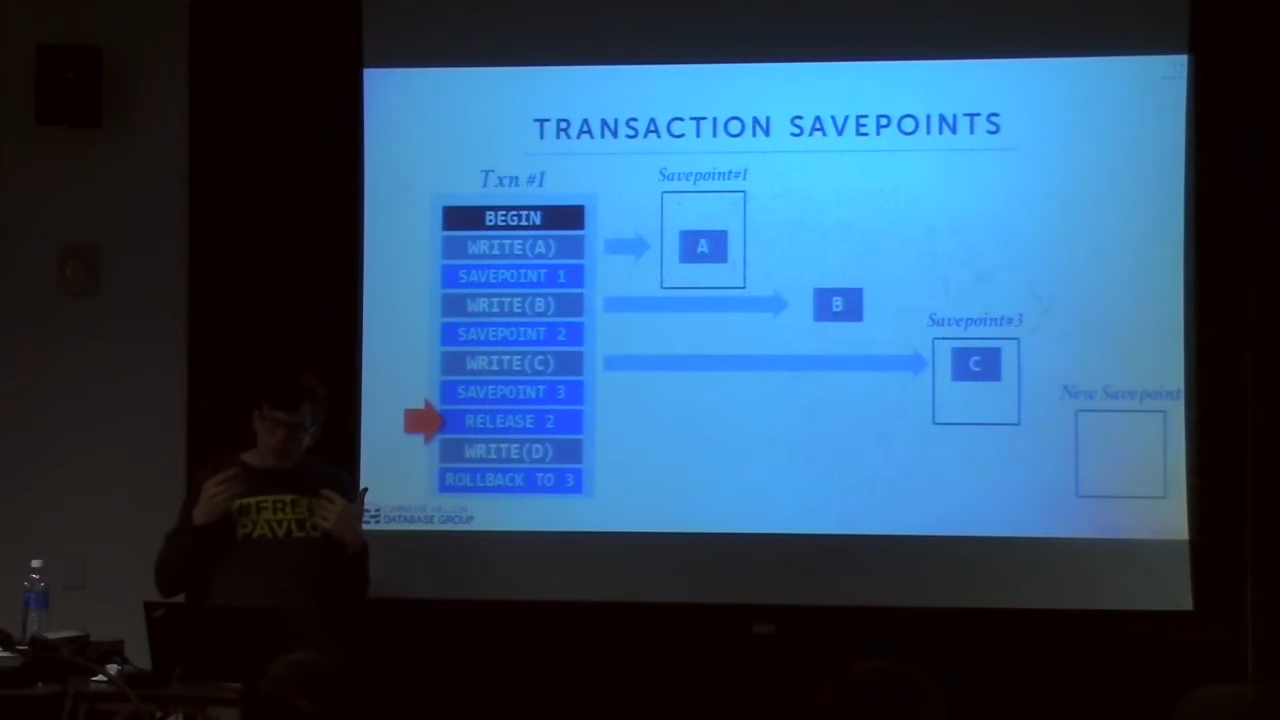 TRANSACTION SAVEPOINTS
Txn #1
BEGIN
WRITE(A)
SAVEPOINT 1
WRITE(B)
SAVEPOINT 2
WRITE(C)
SAVEPOINT 3
RELEASE 2
WRITE(D)
ROLLBACK TO 3
Savepoint#1
A
B
Savepoint#3
C
New Savepoint
CARNEGIE MELLON
DATABASE GROUP
#FREE
PAVLO